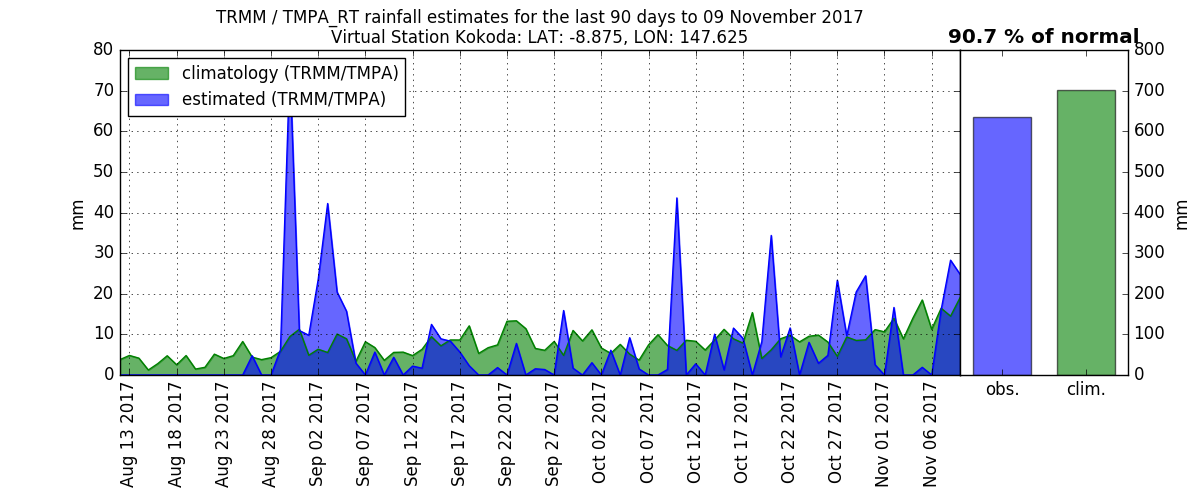 TRMM / TMPA_RT rainfall estimates for the last 90 days to 09 November 2017
Virtual Station Kokoda: LAT: -8.875, LON: 147.625
90.7 % of normal
climatology (TRMM/TMPA)
estimated (TRMM/TMPA)
mm
80
70
60
50
40
30
20
10
0
Aug 13 2017
Aug 18 2017
Aug 23 2017
Aug 28 2017
Sep 02 2017
Sep 07 2017
Sep 12 2017
Sep 17 2017
Sep 22 2017
Sep 27 2017
Oct 02 2017
Oct 07 2017
Oct 12 2017
Oct 17 2017
Oct 22 2017
Oct 27 2017
Nov 01 2017
Nov 06 2017
obs.
clim.
800
700
600
500
400
300
200
100
0
mm